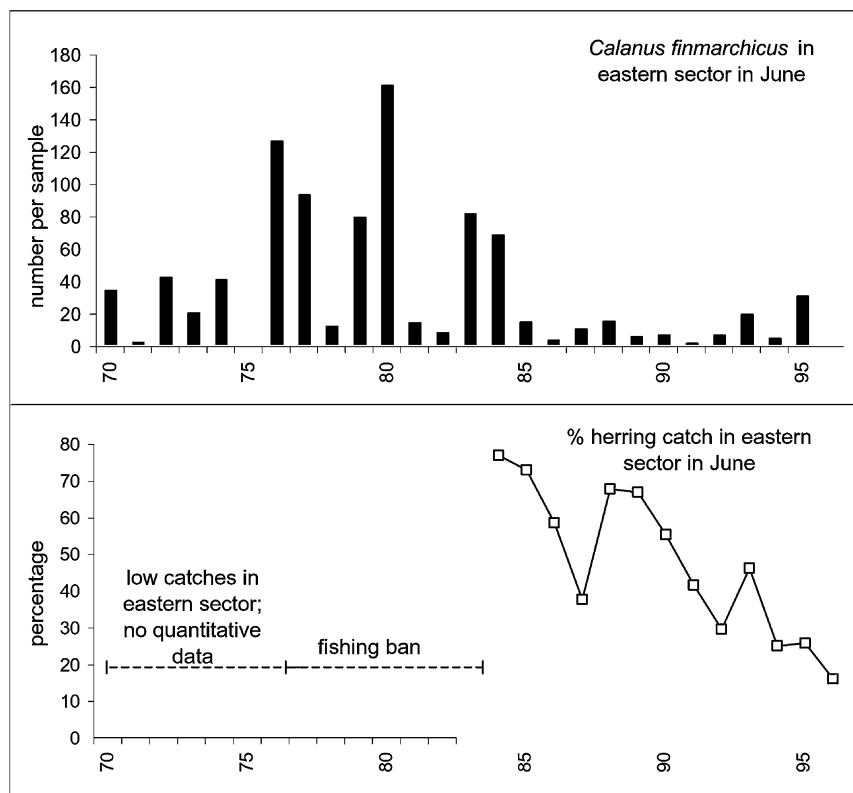 Calanus finmarchicus in
eastern sector in June
number per sample
180
160
140
120
100
80
60
40
20
0
70
75
80
85
90
95
% herring catch in eastern
sector in June
percentage
80
70
60
50
40
30
20
10
0
low catches in
eastern sector;
no quantitative
data
fishing ban
70
75
80
85
90
95